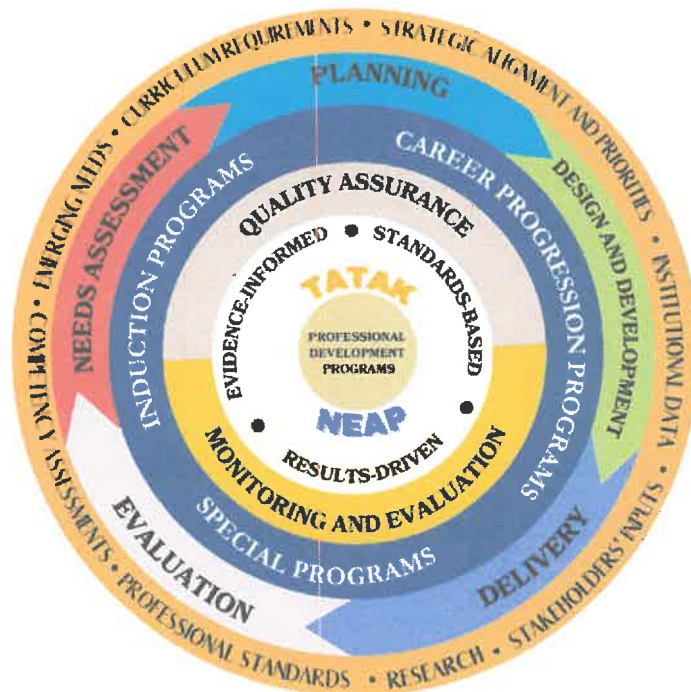 EMERGING NEEDS • CURRICULUM REQUIREMENTS • STRATEGIC ALIGNMENT AND PRIORITIES • INSTITUTIONAL DATA • STAKEHOLDERS' INPUTS • RESEARCH • PROFESSIONAL STANDARDS • COMPETENCY ASSESSMENTS •
NEEDS ASSESSMENT
PLANNING
DESIGN AND DEVELOPMENT
DELIVERY
EVALUATION
INDUCTION PROGRAMS
CAREER PROGRESSION PROGRAMS
SPECIAL PROGRAMS
QUALITY ASSURANCE
MONITORING AND EVALUATION
EVIDENCE-INFORMED • STANDARDS-BASED • RESULTS-DRIVEN •
TATAK
PROFESSIONAL
DEVELOPMENT
PROGRAMS
NEAP